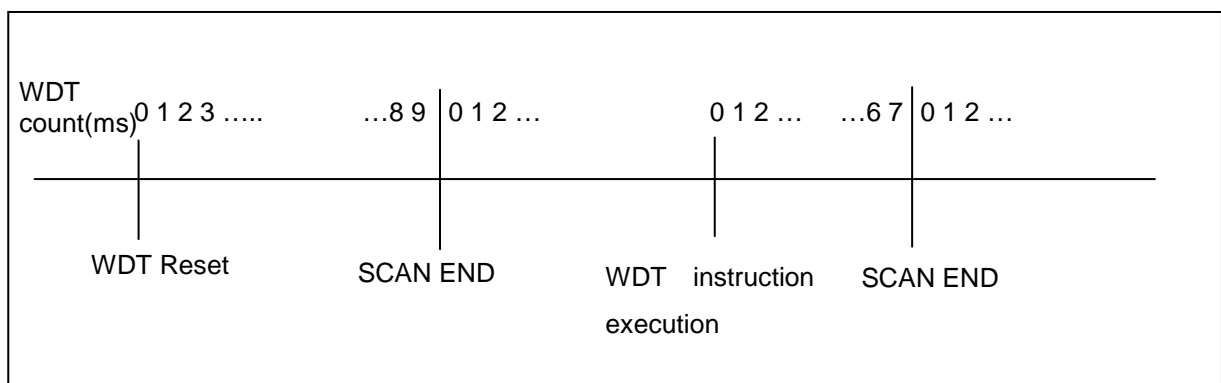 WDT
count(ms) 0 1 2 3 ….. …8 9 0 1 2 … 0 1 2 … …6 7 0 1 2 …
WDT Reset SCAN END WDT instruction SCAN END
execution